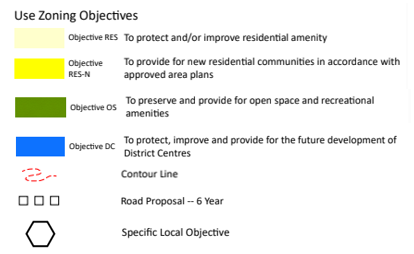 Use Zoning Objectives
Objective RES To protect and/or improve residential amenity
Objective
RES-N
To provide for new residential communities in accordance with
approved area plans
Objective OS
To preserve and provide for open space and recreational
amenities
Objective DC
To protect, improve and provide for the future development of
District Centres
Contour Line
Road Proposal -- 6 Year
Specific Local Objective